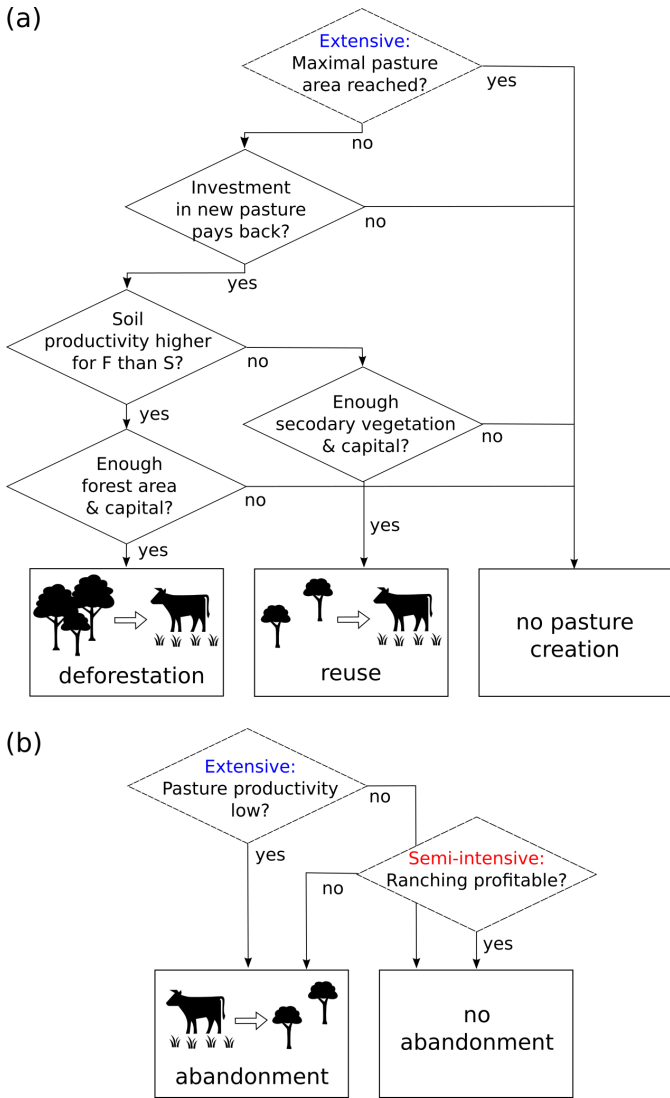 (a)
Extensive:
Maximal pasture
area reached?
yes
no
Investment
in new pasture
pays back?
no
yes
Soil
productivity higher
for F than S?
no
yes
Enough
secodary vegetation
& capital?
no
Enough
forest area
& capital?
no
yes
yes
deforestation
reuse
no pasture
creation
(b)
Extensive:
Pasture productivity
low?
no
yes
Semi-intensive:
Ranching profitable?
no
yes
abandonment
no
abandonment